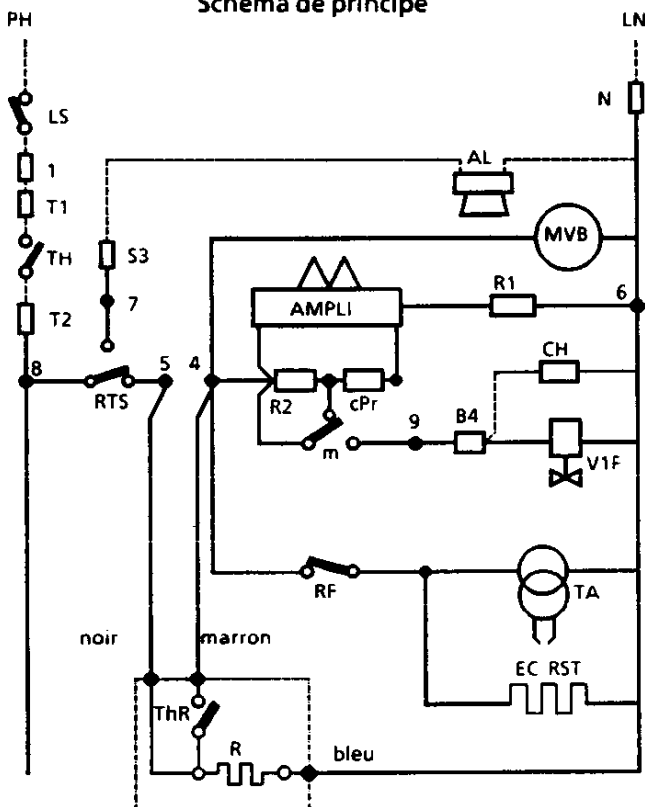 Schéma de principe
PH
LN
LS
N
1
T1
AL
TH
S3
MVB
7
R1
6
AMPLI
T2
8
5
4
CH
RTS
R2
cPr
9
B4
m
V1F
RF
TA
noir
marron
EC RST
ThR
R
bleu